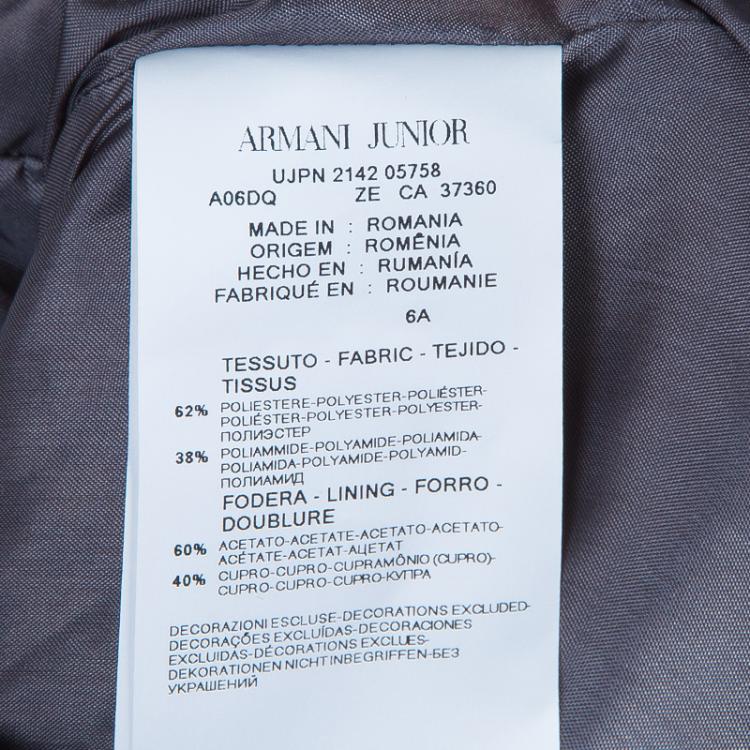 ARMANI JUNIOR
UJPN 2142 05758
A06DQ ZE CA 37360
MADE IN : ROMANIA
ORIGEM : ROMÊNIA
HECHO EN : RUMANÍA
FABRIQUÉ EN : ROUMANIE
6A
TESSUTO - FABRIC - TEJIDO -
TISSUS
62% POLIESTERE-POLYESTER-POLIÉSTER-
POLIÉSTER-POLYESTER-POLYESTER-
ПОЛИЭСТЕР
38% POLIAMMIDE-POLYAMIDE-POLIAMIDA-
POLIAMIDA-POLYAMIDE-POLYAMID-
ПОЛИАМИД
FODERA - LINING - FORRO -
DOUBLURE
60% ACETATO-ACETATE-ACETATO-ACETATO-
ACÉTATE-ACETAT-АЦЕТАТ
40% CUPRO-CUPRO-CUPRAMÔNIO (CUPRO)-
CUPRO-CUPRO-CUPRO-КУПРА
DECORAZIONI ESCLUSE-DECORATIONS EXCLUDED-
DECORAÇÕES EXCLUÍDAS-DECORACIONES
EXCLUIDAS-DÉCORATIONS EXCLUES-
DEKORATIONEN NICHT INBEGRIFFEN-БЕЗ
УКРАШЕНИЙ